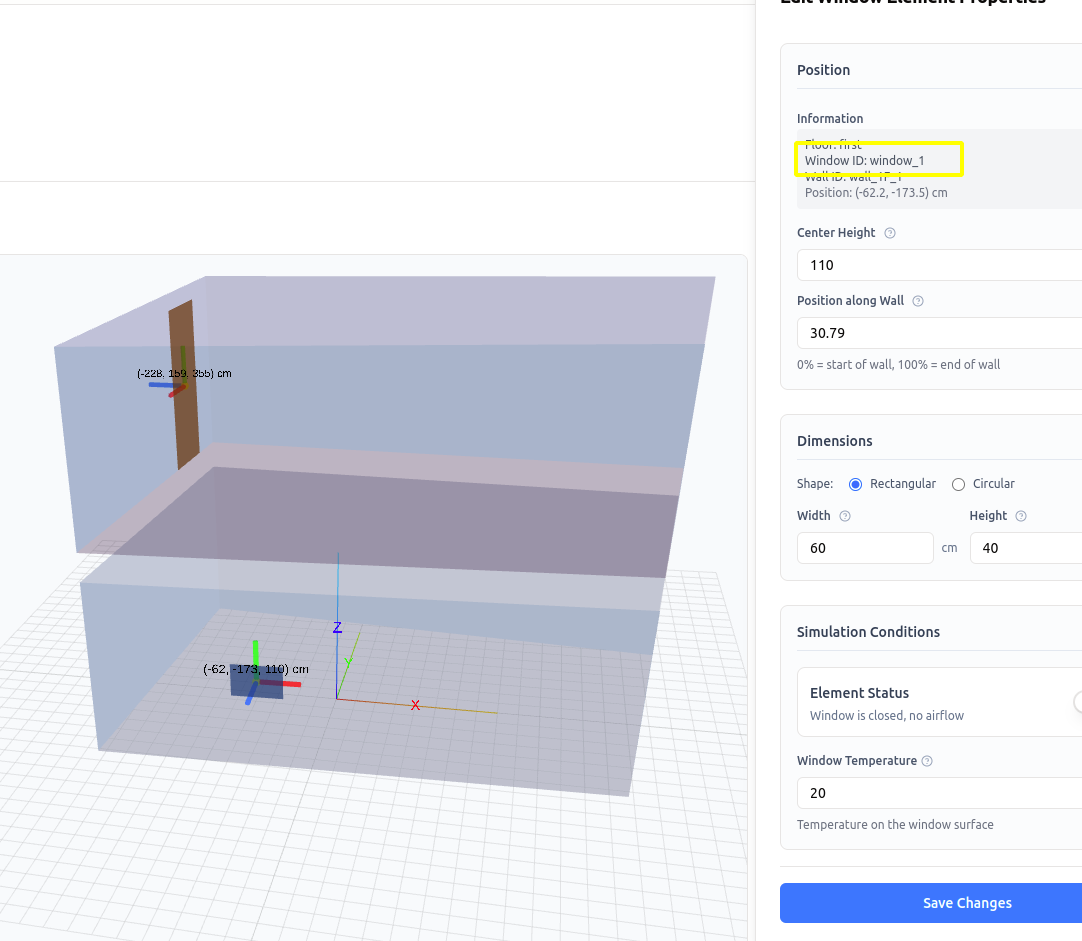 Edit Window Element Properties
Position
Information
Floor: first
Window ID: window_1
Wall ID: wall_1F_1
Position: (-62.2, -173.5) cm
Center Height
110
Position along Wall
30.79
0% = start of wall, 100% = end of wall
Dimensions
Shape: Rectangular Circular
Width Height
60 cm 40
Simulation Conditions
Element Status
Window is closed, no airflow
Window Temperature
20
Temperature on the window surface
Save Changes
(-228, 159, 355) cm
Z
Y
(-62, -173, 110) cm
X